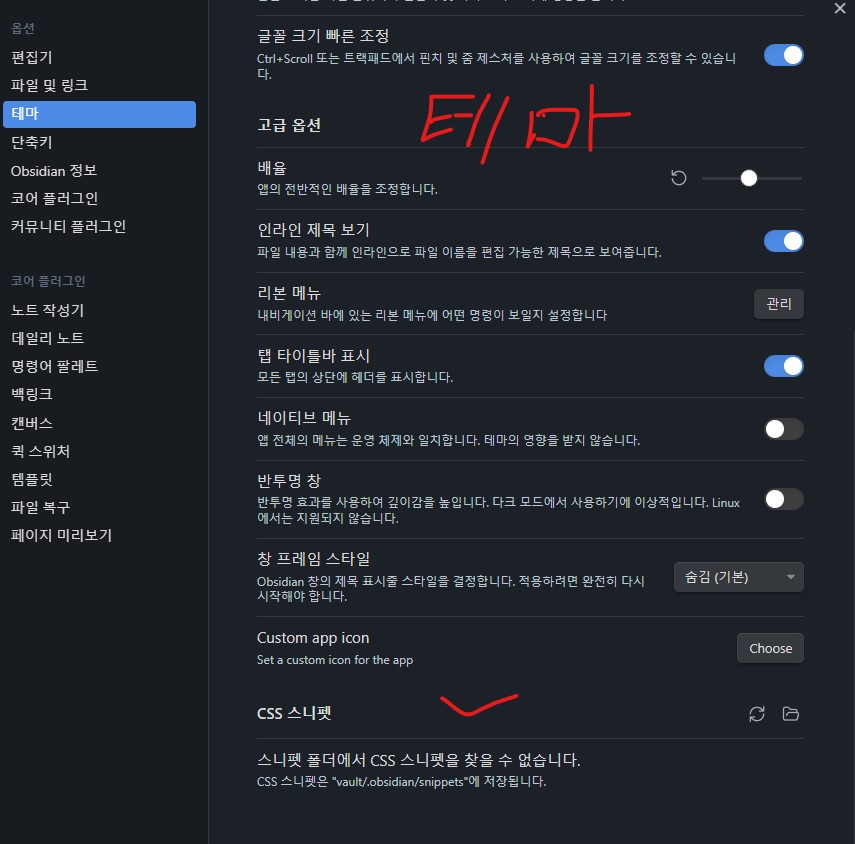 옵션
편집기
파일 및 링크
테마
단축키
Obsidian 정보
코어 플러그인
커뮤니티 플러그인
코어 플러그인
노트 작성기
데일리 노트
명령어 팔레트
백링크
캔버스
퀵 스위처
템플릿
파일 복구
페이지 미리보기
글꼴 크기 빠른 조정
Ctrl+Scroll 또는 트랙패드에서 핀치 및 줌 제스처를 사용하여 글꼴 크기를 조정할 수 있습니
다.
테마
고급 옵션
배율
앱의 전반적인 배율을 조정합니다.
인라인 제목 보기
파일 내용과 함께 인라인으로 파일 이름을 편집 가능한 제목으로 보여줍니다.
리본 메뉴
내비게이션 바에 있는 리본 메뉴에 어떤 명령이 보일지 설정합니다
관리
탭 타이틀바 표시
모든 탭의 상단에 헤더를 표시합니다.
네이티브 메뉴
앱 전체의 메뉴는 운영 체제와 일치합니다. 테마의 영향을 받지 않습니다.
반투명 창
반투명 효과를 사용하여 깊이감을 높입니다. 다크 모드에서 사용하기에 이상적입니다. Linux
에서는 지원되지 않습니다.
창 프레임 스타일
Obsidian 창의 제목 표시줄 스타일을 결정합니다. 적용하려면 완전히 다시
시작해야 합니다.
숨김 (기본)
Custom app icon
Set a custom icon for the app
Choose
CSS 스니펫
스니펫 폴더에서 CSS 스니펫을 찾을 수 없습니다.
CSS 스니펫은 "vault/.obsidian/snippets"에 저장됩니다.